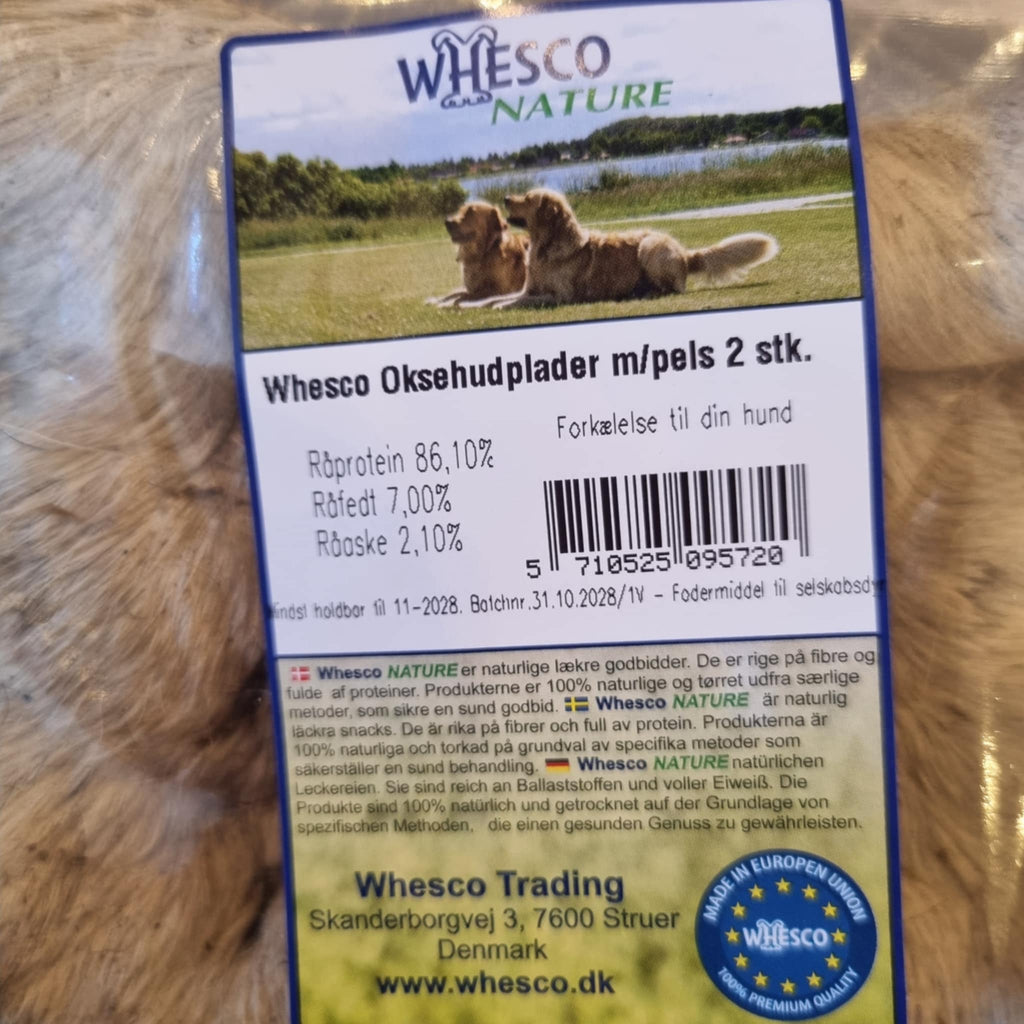 WHESCO
NATURE
Whesco Oksehudplader m/pels 2 stk.
Forkælelse til din hund
Råprotein 86,10%
Råfedt 7,00%
Råaske 2,10%
5 710525 095720
Mindst holdbar til 11-2028. Batchnr.31.10.2028/1V - Fodermiddel til selskabsdyr
Whesco NATURE er naturlige lækre godbidder. De er rige på fibre og
fulde af proteiner. Produkterne er 100% naturlige og tørret udfra særlige
metoder, som sikre en sund godbid. Whesco NATURE är naturlig
läckra snacks. De är rika på fibrer och full av protein. Produkterna är
100% naturliga och torkad på grundval av specifika metoder som
säkerställer en sund behandling. Whesco NATURE natürlichen
Leckereien. Sie sind reich an Ballaststoffen und voller Eiweiß. Die
Produkte sind 100% natürlich und getrocknet auf der Grundlage von
spezifischen Methoden, die einen gesunden Genuss zu gewährleisten.
Whesco Trading
Skanderborgvej 3, 7600 Struer
Denmark
www.whesco.dk
MADE IN EUROPEN UNION
WHESCO
100% PREMIUM QUALITY